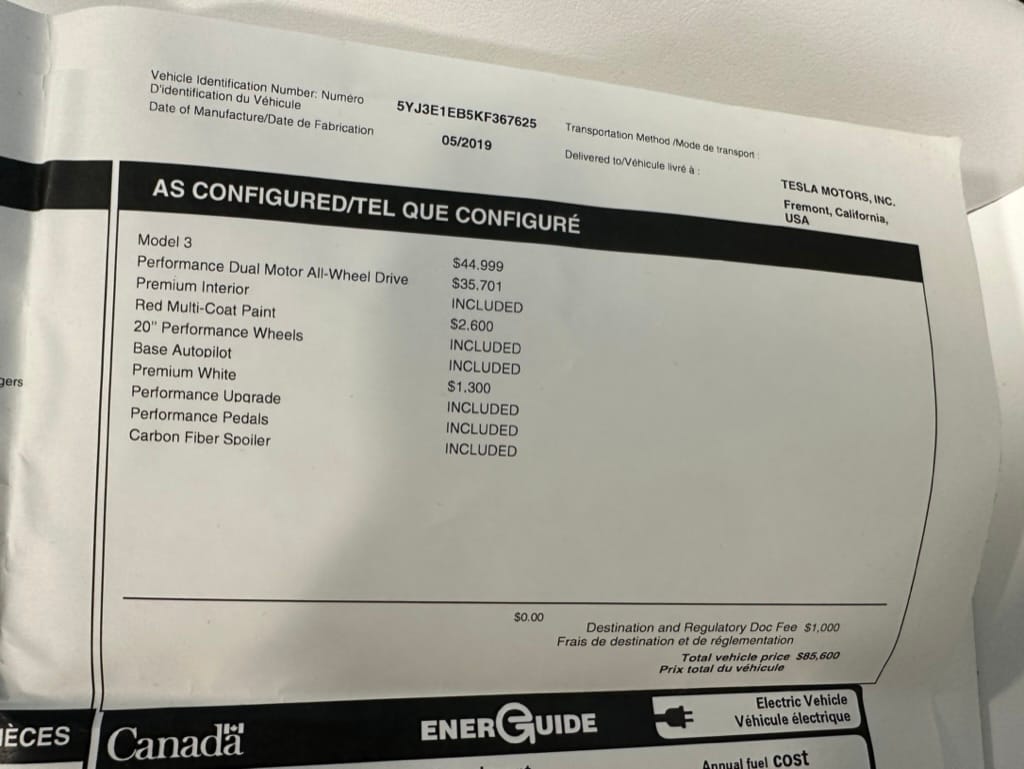 Vehicle Identification Number: Numéro
D'identification du Véhicule
5YJ3E1EB5KF367625
Date of Manufacture/Date de Fabrication
05/2019
Transportation Method /Mode de transport :
Delivered to/Véhicule livré à :
TESLA MOTORS, INC.
Fremont, California,
USA
AS CONFIGURED/TEL QUE CONFIGURÉ
Model 3 $44,999
Performance Dual Motor All-Wheel Drive $35,701
Premium Interior INCLUDED
Red Multi-Coat Paint $2,600
20" Performance Wheels INCLUDED
Base Autopilot INCLUDED
Premium White $1,300
Performance Upgrade INCLUDED
Performance Pedals INCLUDED
Carbon Fiber Spoiler INCLUDED
gers
$0.00
Destination and Regulatory Doc Fee $1,000
Frais de destination et de réglementation
Total vehicle price $85,600
Prix total du véhicule
IÈCES
Canada
ENERGUIDE
Electric Vehicle
Véhicule électrique
Annual fuel cost